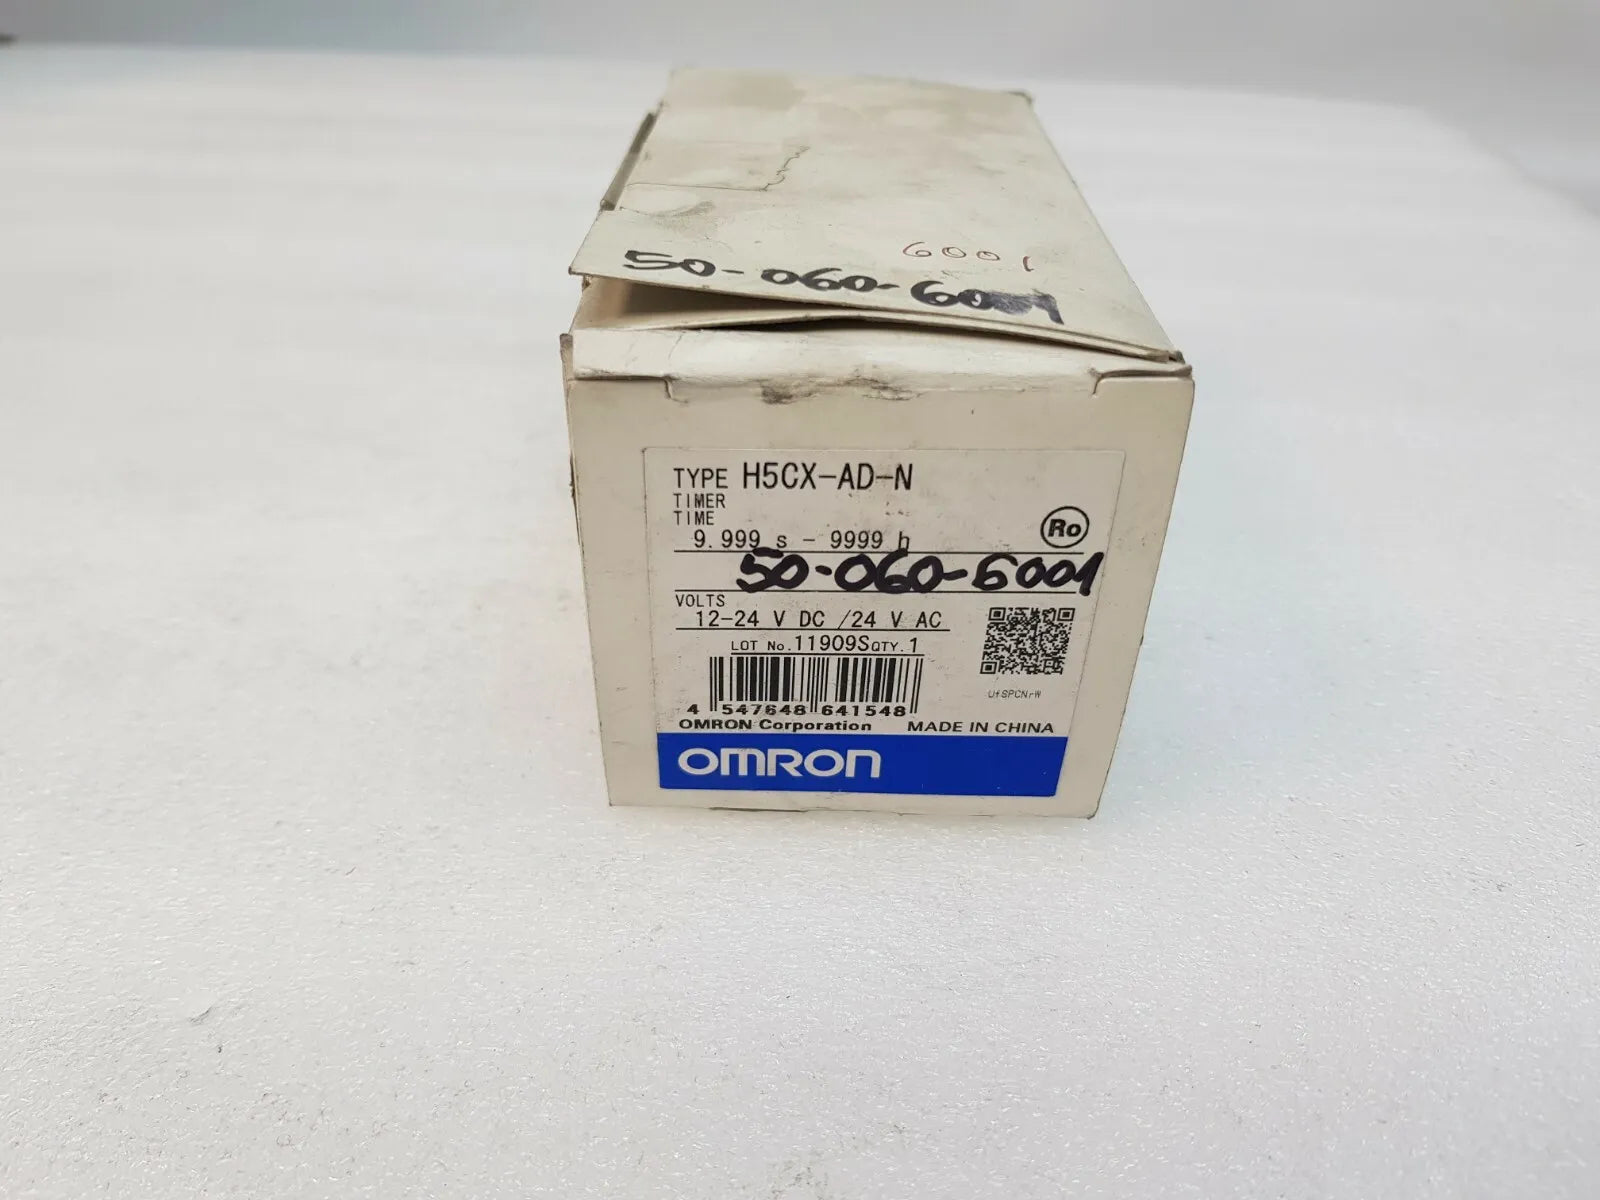 6001
50-060-6001
TYPE H5CX-AD-N
TIMER
TIME
9.999 s - 9999 h
Ro
50-060-6001
VOLTS
12-24 V DC /24 V AC
LOT No.11909S QTY.1
UfSPCNrW
4 547648 641548
OMRON Corporation MADE IN CHINA
OMRON